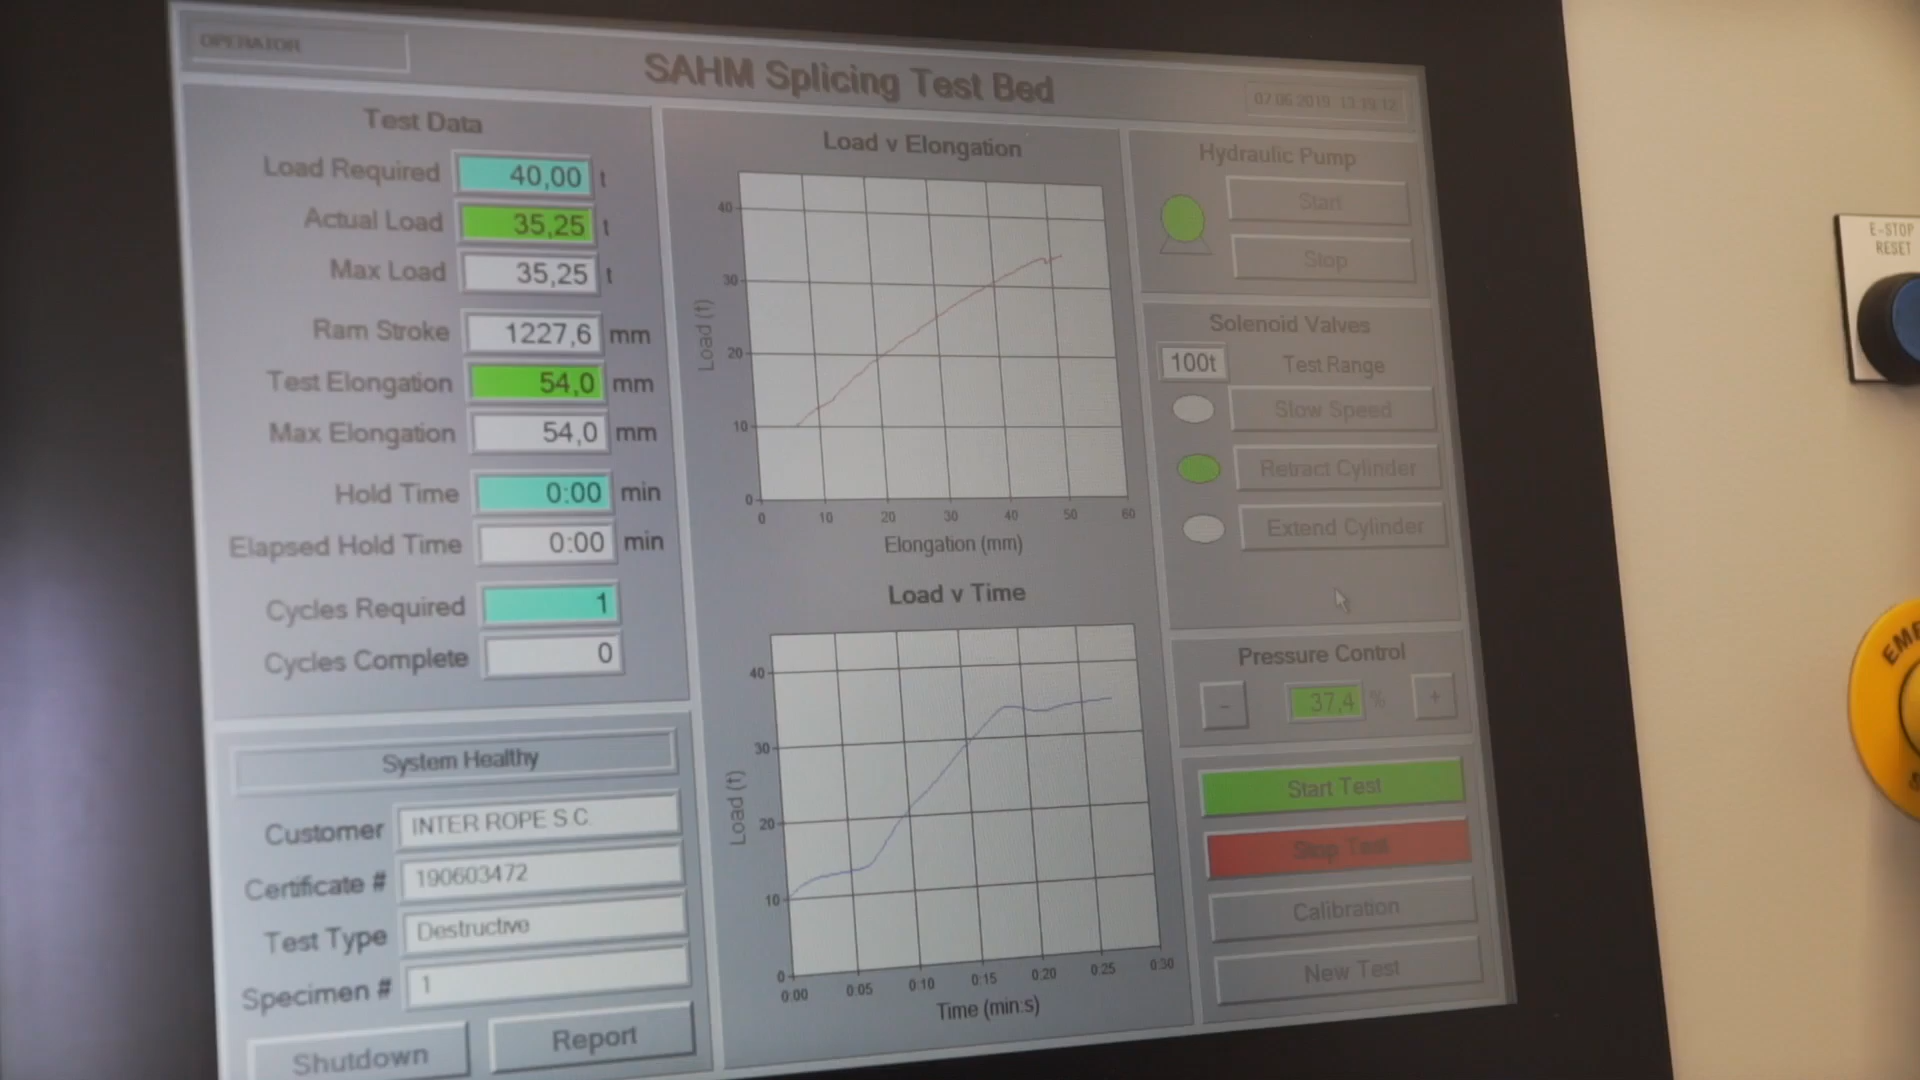 OPERATOR
SAHM Splicing Test Bed
Test Data
Load Required 40,00 t
Actual Load 35,25 t
Max Load 35,25 t
Ram Stroke 1227,6 mm
Test Elongation 54,0 mm
Max Elongation 54,0 mm
Hold Time 0:00 min
Elapsed Hold Time 0:00 min
Cycles Required 1
Cycles Complete 0
System Healthy
Customer INTER ROPE S C
Certificate # 190603472
Test Type Destructive
Specimen # 1
Shutdown Report
Load v Elongation
Load (t)
40
30
20
10
0
0 10 20 30 40 50 60
Elongation (mm)
Load v Time
Load (t)
40
30
20
10
0
0:00 0:05 0:10 0:15 0:20 0:25 0:30
Time (min:s)
Hydraulic Pump
Start
Stop
Solenoid Valves
100t Test Range
Slow Speed
Retract Cylinder
Extend Cylinder
Pressure Control
- 37,4 % +
Start Test
Stop Test
Calibration
New Test
E-STOP
RESET